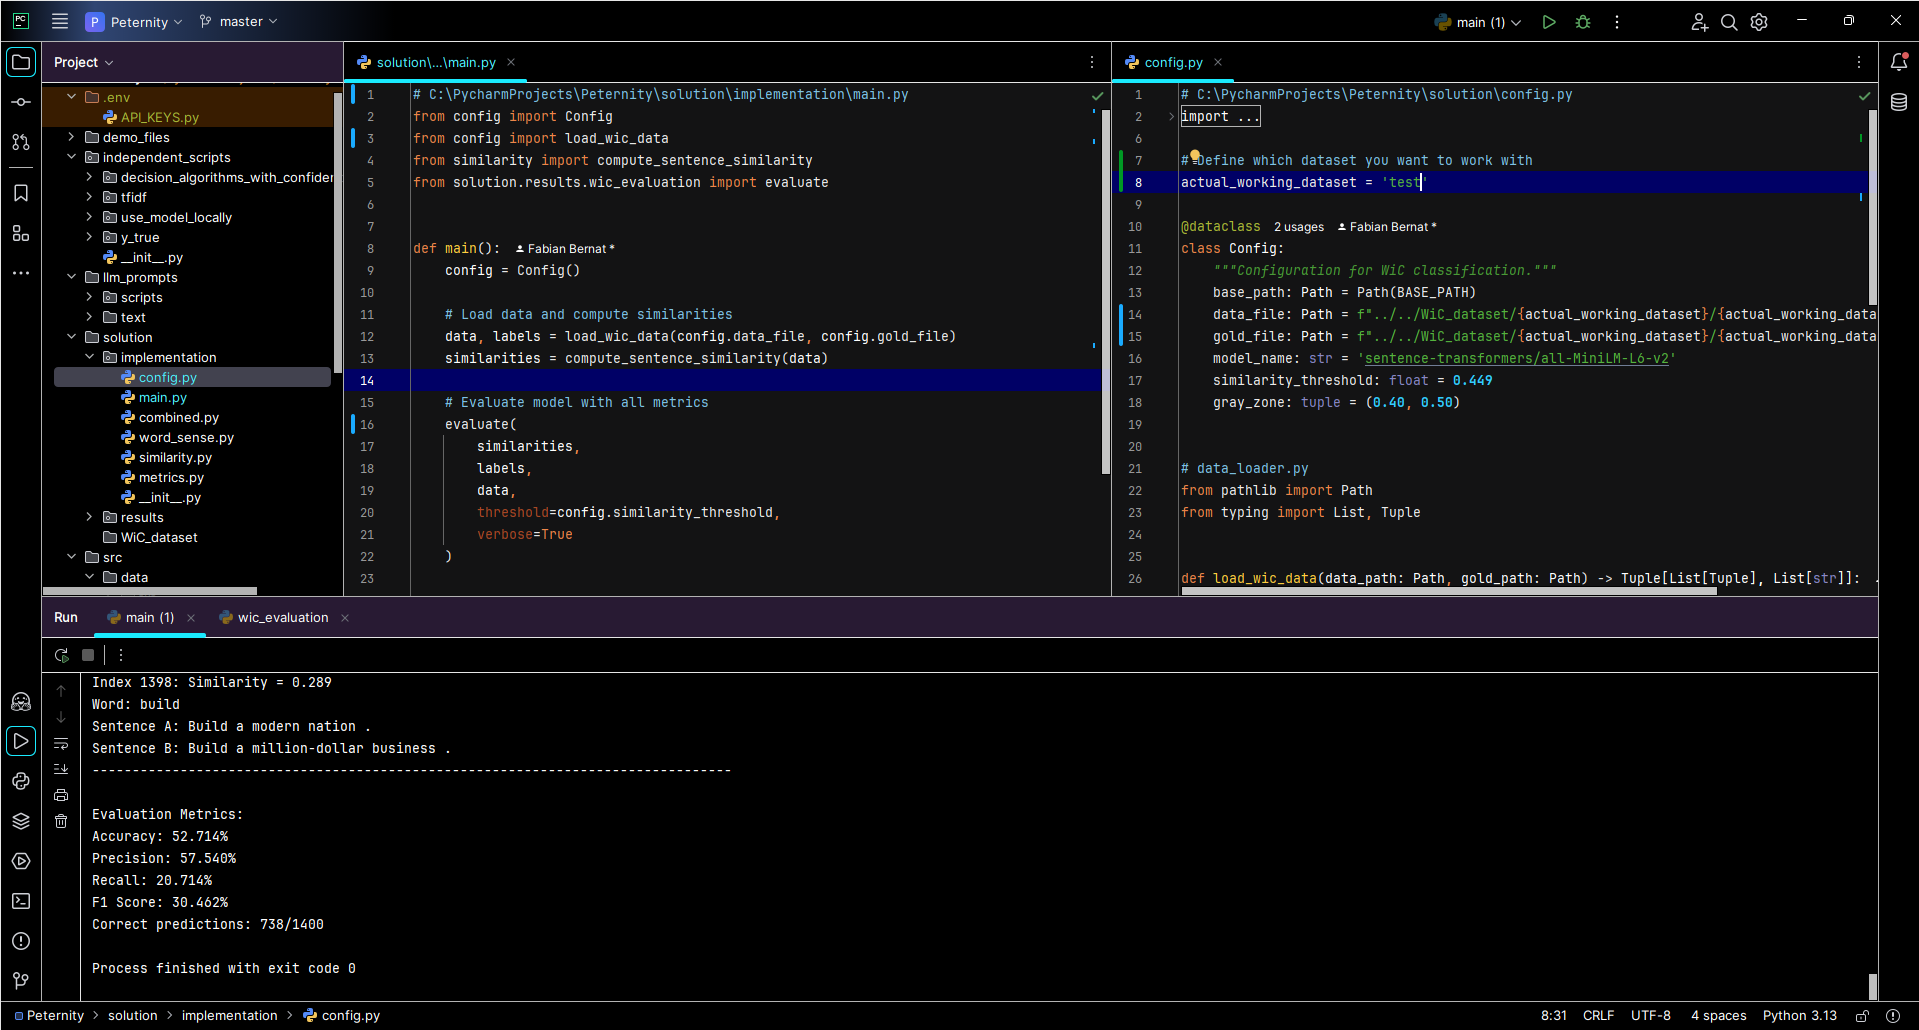 PC
P Peternity
master
main (1)
Project
solution\...\main.py
config.py
.env
API_KEYS.py
demo_files
independent_scripts
decision_algorithms_with_confider
tfidf
use_model_locally
y_true
__init__.py
llm_prompts
scripts
text
solution
implementation
config.py
main.py
combined.py
word_sense.py
similarity.py
metrics.py
__init__.py
results
WiC_dataset
src
data
1 # C:\PycharmProjects\Peternity\solution\implementation\main.py
2 from config import Config
3 from config import load_wic_data
4 from similarity import compute_sentence_similarity
5 from solution.results.wic_evaluation import evaluate
6
7
8 def main(): Fabian Bernat *
9 config = Config()
10
11 # Load data and compute similarities
12 data, labels = load_wic_data(config.data_file, config.gold_file)
13 similarities = compute_sentence_similarity(data)
14
15 # Evaluate model with all metrics
16 evaluate(
17 similarities,
18 labels,
19 data,
20 threshold=config.similarity_threshold,
21 verbose=True
22 )
23
1 # C:\PycharmProjects\Peternity\solution\config.py
2 import ...
6
7 # Define which dataset you want to work with
8 actual_working_dataset = 'test'
9
10 @dataclass 2 usages Fabian Bernat *
11 class Config:
12 """Configuration for WiC classification."""
13 base_path: Path = Path(BASE_PATH)
14 data_file: Path = f"../../WiC_dataset/{actual_working_dataset}/{actual_working_data
15 gold_file: Path = f"../../WiC_dataset/{actual_working_dataset}/{actual_working_data
16 model_name: str = 'sentence-transformers/all-MiniLM-L6-v2'
17 similarity_threshold: float = 0.449
18 gray_zone: tuple = (0.40, 0.50)
19
20
21 # data_loader.py
22 from pathlib import Path
23 from typing import List, Tuple
24
25
26 def load_wic_data(data_path: Path, gold_path: Path) -> Tuple[List[Tuple], List[str]]:
Run
main (1)
wic_evaluation
Index 1398: Similarity = 0.289
Word: build
Sentence A: Build a modern nation .
Sentence B: Build a million-dollar business .
--------------------------------------------------------------------------------
Evaluation Metrics:
Accuracy: 52.714%
Precision: 57.540%
Recall: 20.714%
F1 Score: 30.462%
Correct predictions: 738/1400
Process finished with exit code 0
Peternity > solution > implementation > config.py
8:31 CRLF UTF-8 4 spaces Python 3.13